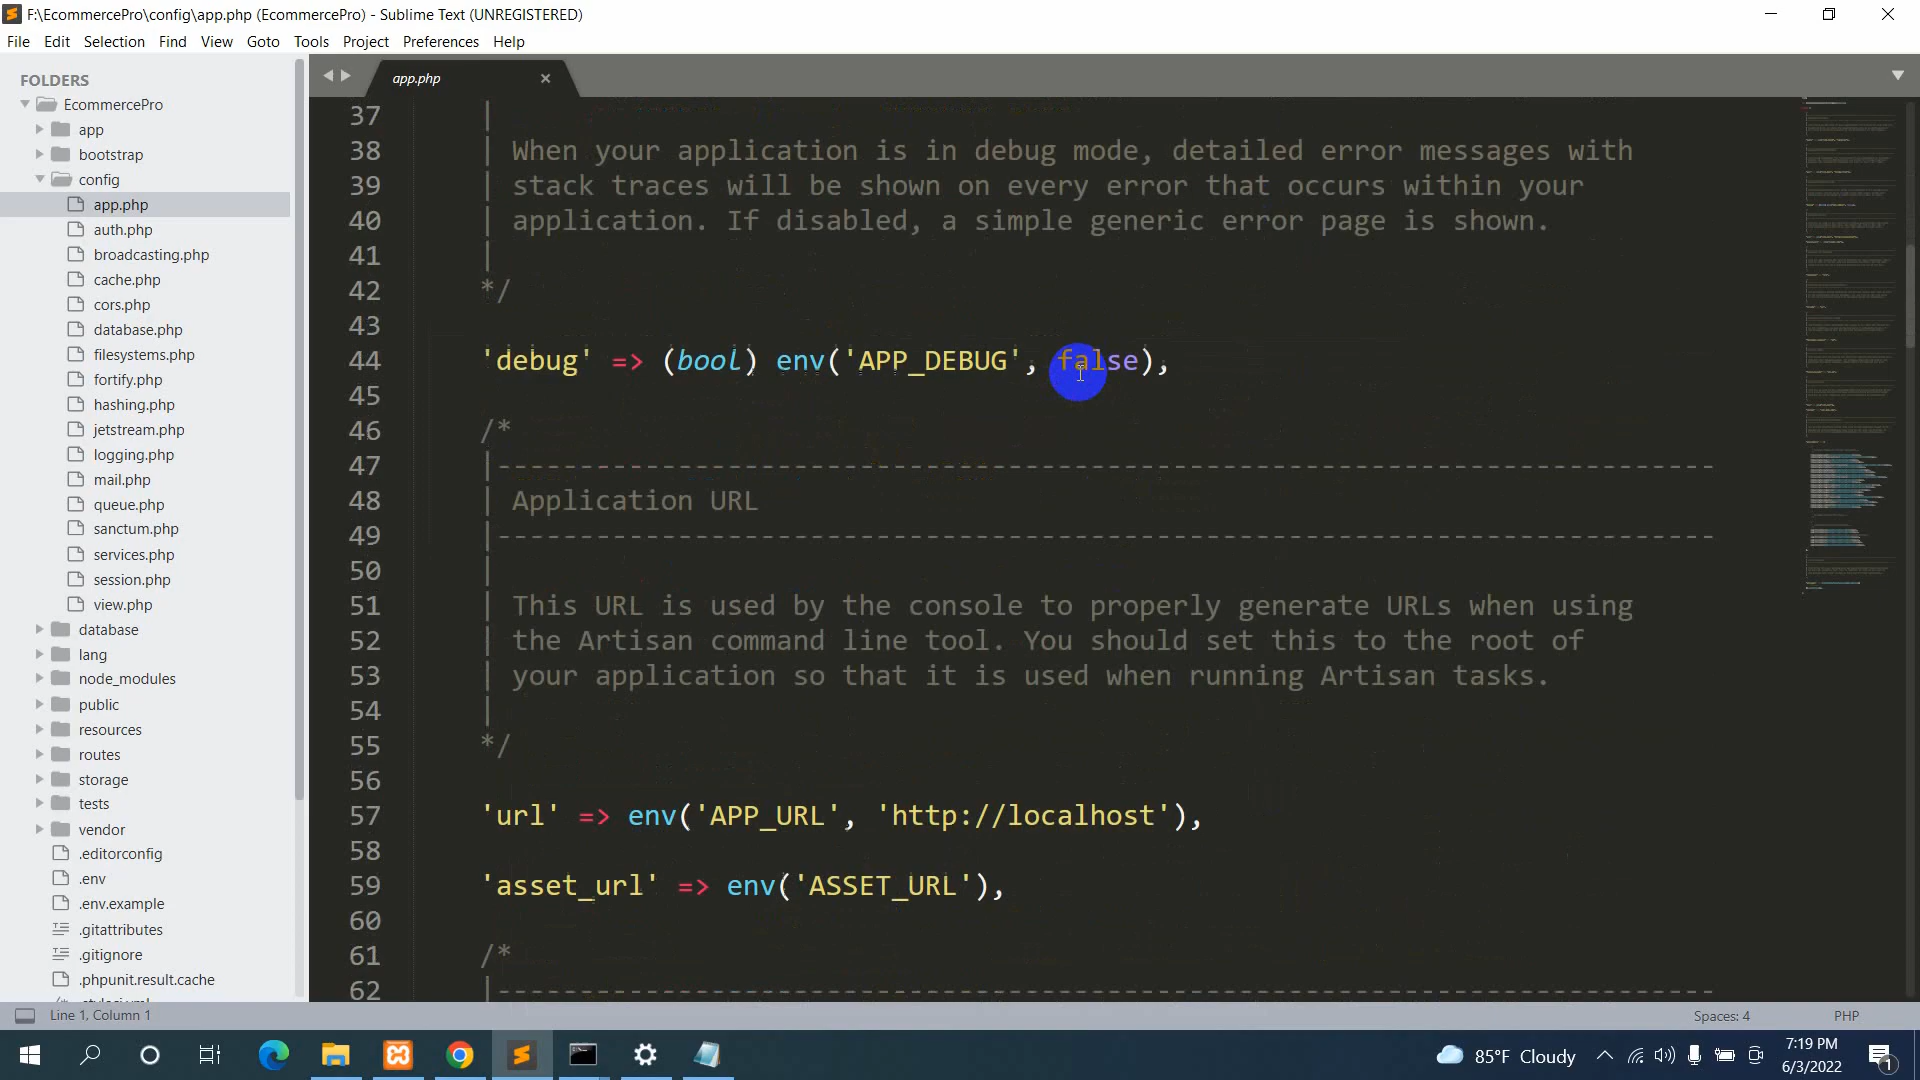 F:\EcommercePro\config\app.php (EcommercePro) - Sublime Text (UNREGISTERED)
File Edit Selection Find View Goto Tools Project Preferences Help
FOLDERS
EcommercePro
app
bootstrap
config
app.php
auth.php
broadcasting.php
cache.php
cors.php
database.php
filesystems.php
fortify.php
hashing.php
jetstream.php
logging.php
mail.php
queue.php
sanctum.php
services.php
session.php
view.php
database
lang
node_modules
public
resources
routes
storage
tests
vendor
.editorconfig
.env
.env.example
.gitattributes
.gitignore
.phpunit.result.cache
app.php
37 |
38 | When your application is in debug mode, detailed error messages with
39 | stack traces will be shown on every error that occurs within your
40 | application. If disabled, a simple generic error page is shown.
41 |
42 */
43
44 'debug' => (bool) env('APP_DEBUG', false),
45
46 /*
47 |--------------------------------------------------------------------------
48 | Application URL
49 |--------------------------------------------------------------------------
50 |
51 | This URL is used by the console to properly generate URLs when using
52 | the Artisan command line tool. You should set this to the root of
53 | your application so that it is used when running Artisan tasks.
54 |
55 */
56
57 'url' => env('APP_URL', 'http://localhost'),
58
59 'asset_url' => env('ASSET_URL'),
60
61 /*
62 |--------------------------------------------------------------------------
Line 1, Column 1
Spaces: 4
PHP
85°F Cloudy
7:19 PM
6/3/2022
1